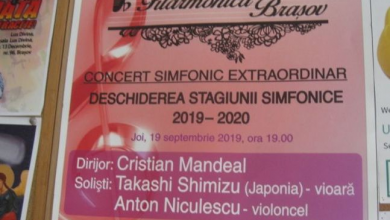 Filarmonica
Brașov
CONCERT SIMFONIC EXTRAORDINAR
DESCHIDEREA STAGIUNII SIMFONICE
2019– 2020
Joi, 19 septembrie 2019, ora 19.00
Dirijor: Cristian Mandeal
Soliști: Takashi Shimizu (Japonia) - vioară
Anton Niculescu - violoncel